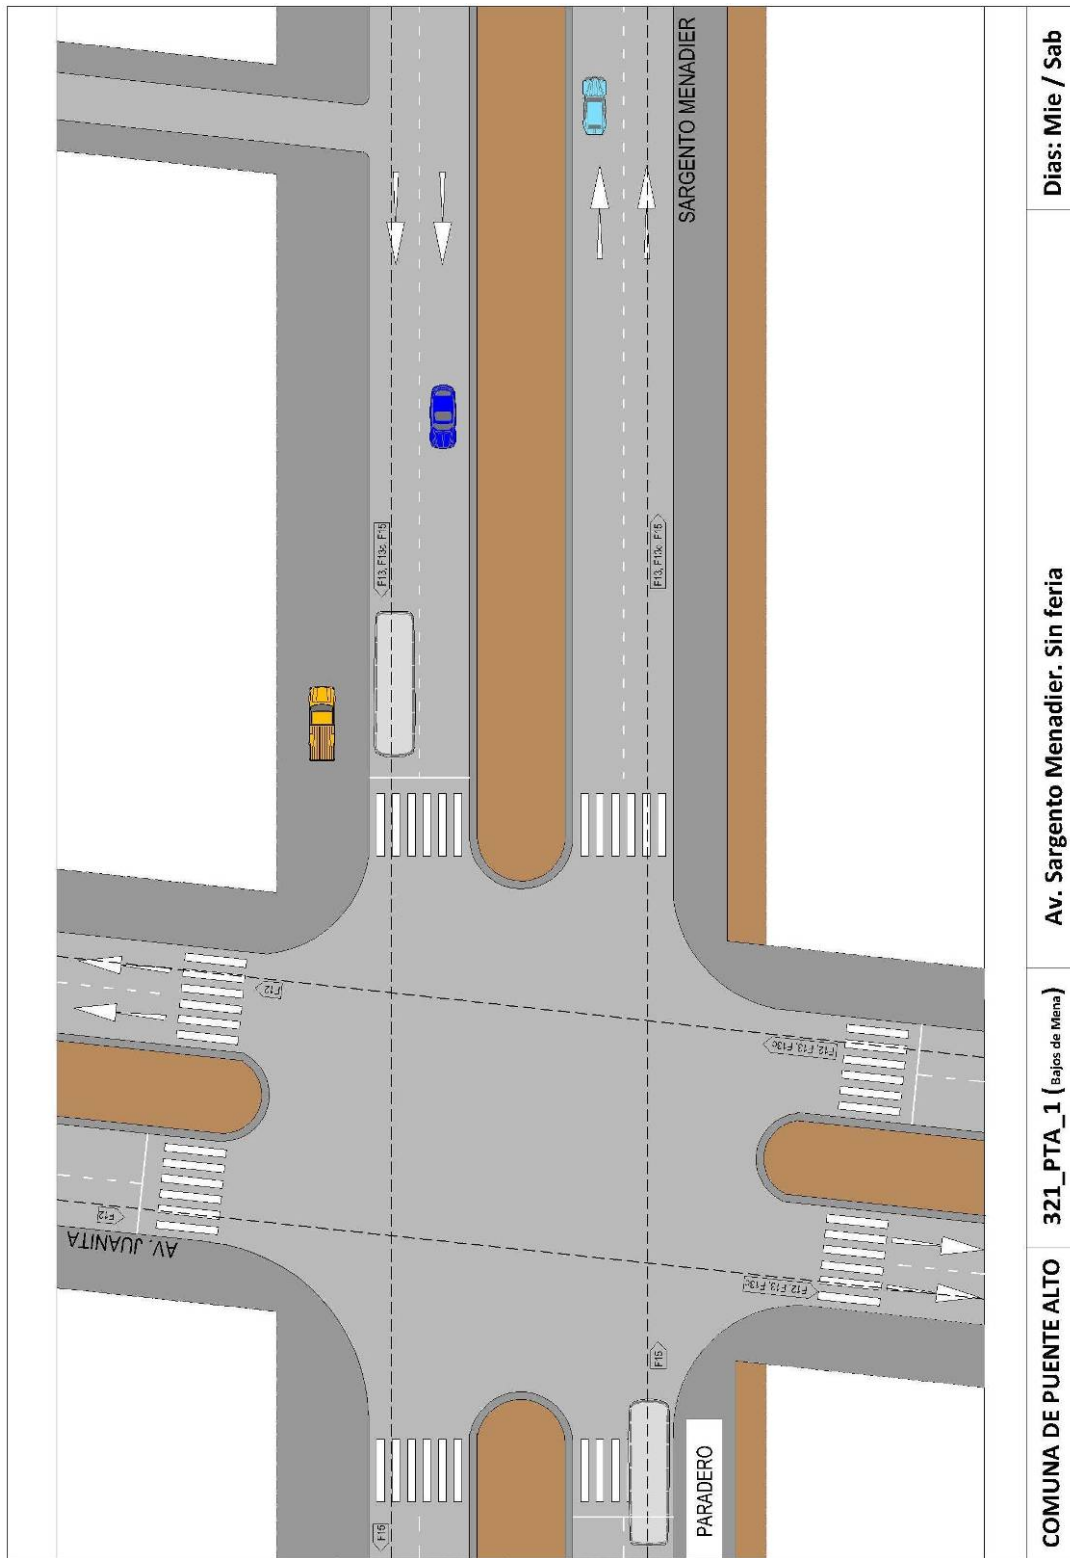 SARGENTO MENADIER
F13, F13c, F15
F13, F13c, F15
F12
F12, F13, F13c
F12
AV. JUANITA
F12, F13, F13c
F15
F15
PARADERO
COMUNA DE PUENTE ALTO
321_PTA_1 (Bajos de Mena)
Av. Sargento Menadier. Sin feria
Dias: Mie / Sab